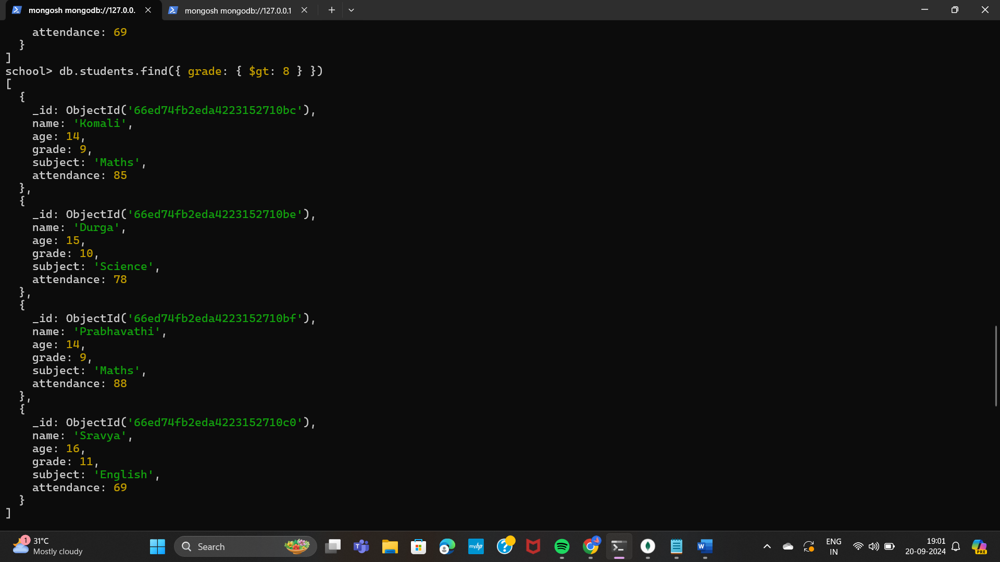 mongosh mongodb://127.0.0.
mongosh mongodb://127.0.0.1
    attendance: 69
  }
]
school> db.students.find({ grade: { $gt: 8 } })
[
  {
    _id: ObjectId('66ed74fb2eda4223152710bc'),
    name: 'Komali',
    age: 14,
    grade: 9,
    subject: 'Maths',
    attendance: 85
  },
  {
    _id: ObjectId('66ed74fb2eda4223152710be'),
    name: 'Durga',
    age: 15,
    grade: 10,
    subject: 'Science',
    attendance: 78
  },
  {
    _id: ObjectId('66ed74fb2eda4223152710bf'),
    name: 'Prabhavathi',
    age: 14,
    grade: 9,
    subject: 'Maths',
    attendance: 88
  },
  {
    _id: ObjectId('66ed74fb2eda4223152710c0'),
    name: 'Sravya',
    age: 16,
    grade: 11,
    subject: 'English',
    attendance: 69
  }
]
1
31°C
Mostly cloudy
Search
T
myhp
?
W
ENG
IN
19:01
20-09-2024
PRE